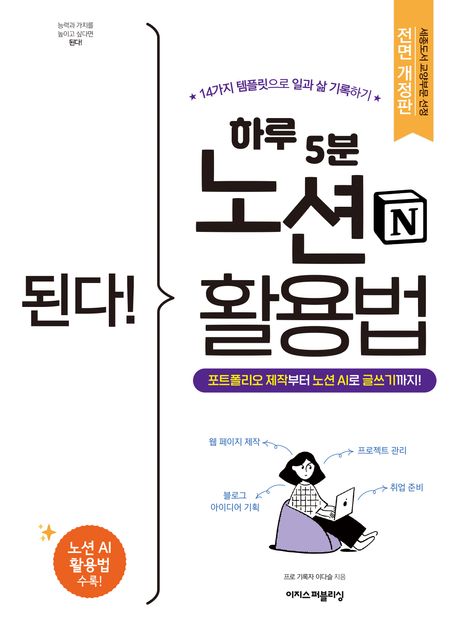 능력과 가치를
높이고 싶다면
된다!
세종도서 교양부문 선정
전면 개정판
★ 14가지 템플릿으로 일과 삶 기록하기 ★
하루 5분
노션
N
활용법
된다!
포트폴리오 제작부터 노션 AI로 글쓰기까지!
웹 페이지 제작
프로젝트 관리
블로그
아이디어 기획
취업 준비
노션 AI
활용법
수록!
프로 기록자 이다슬 지음
이지스퍼블리싱